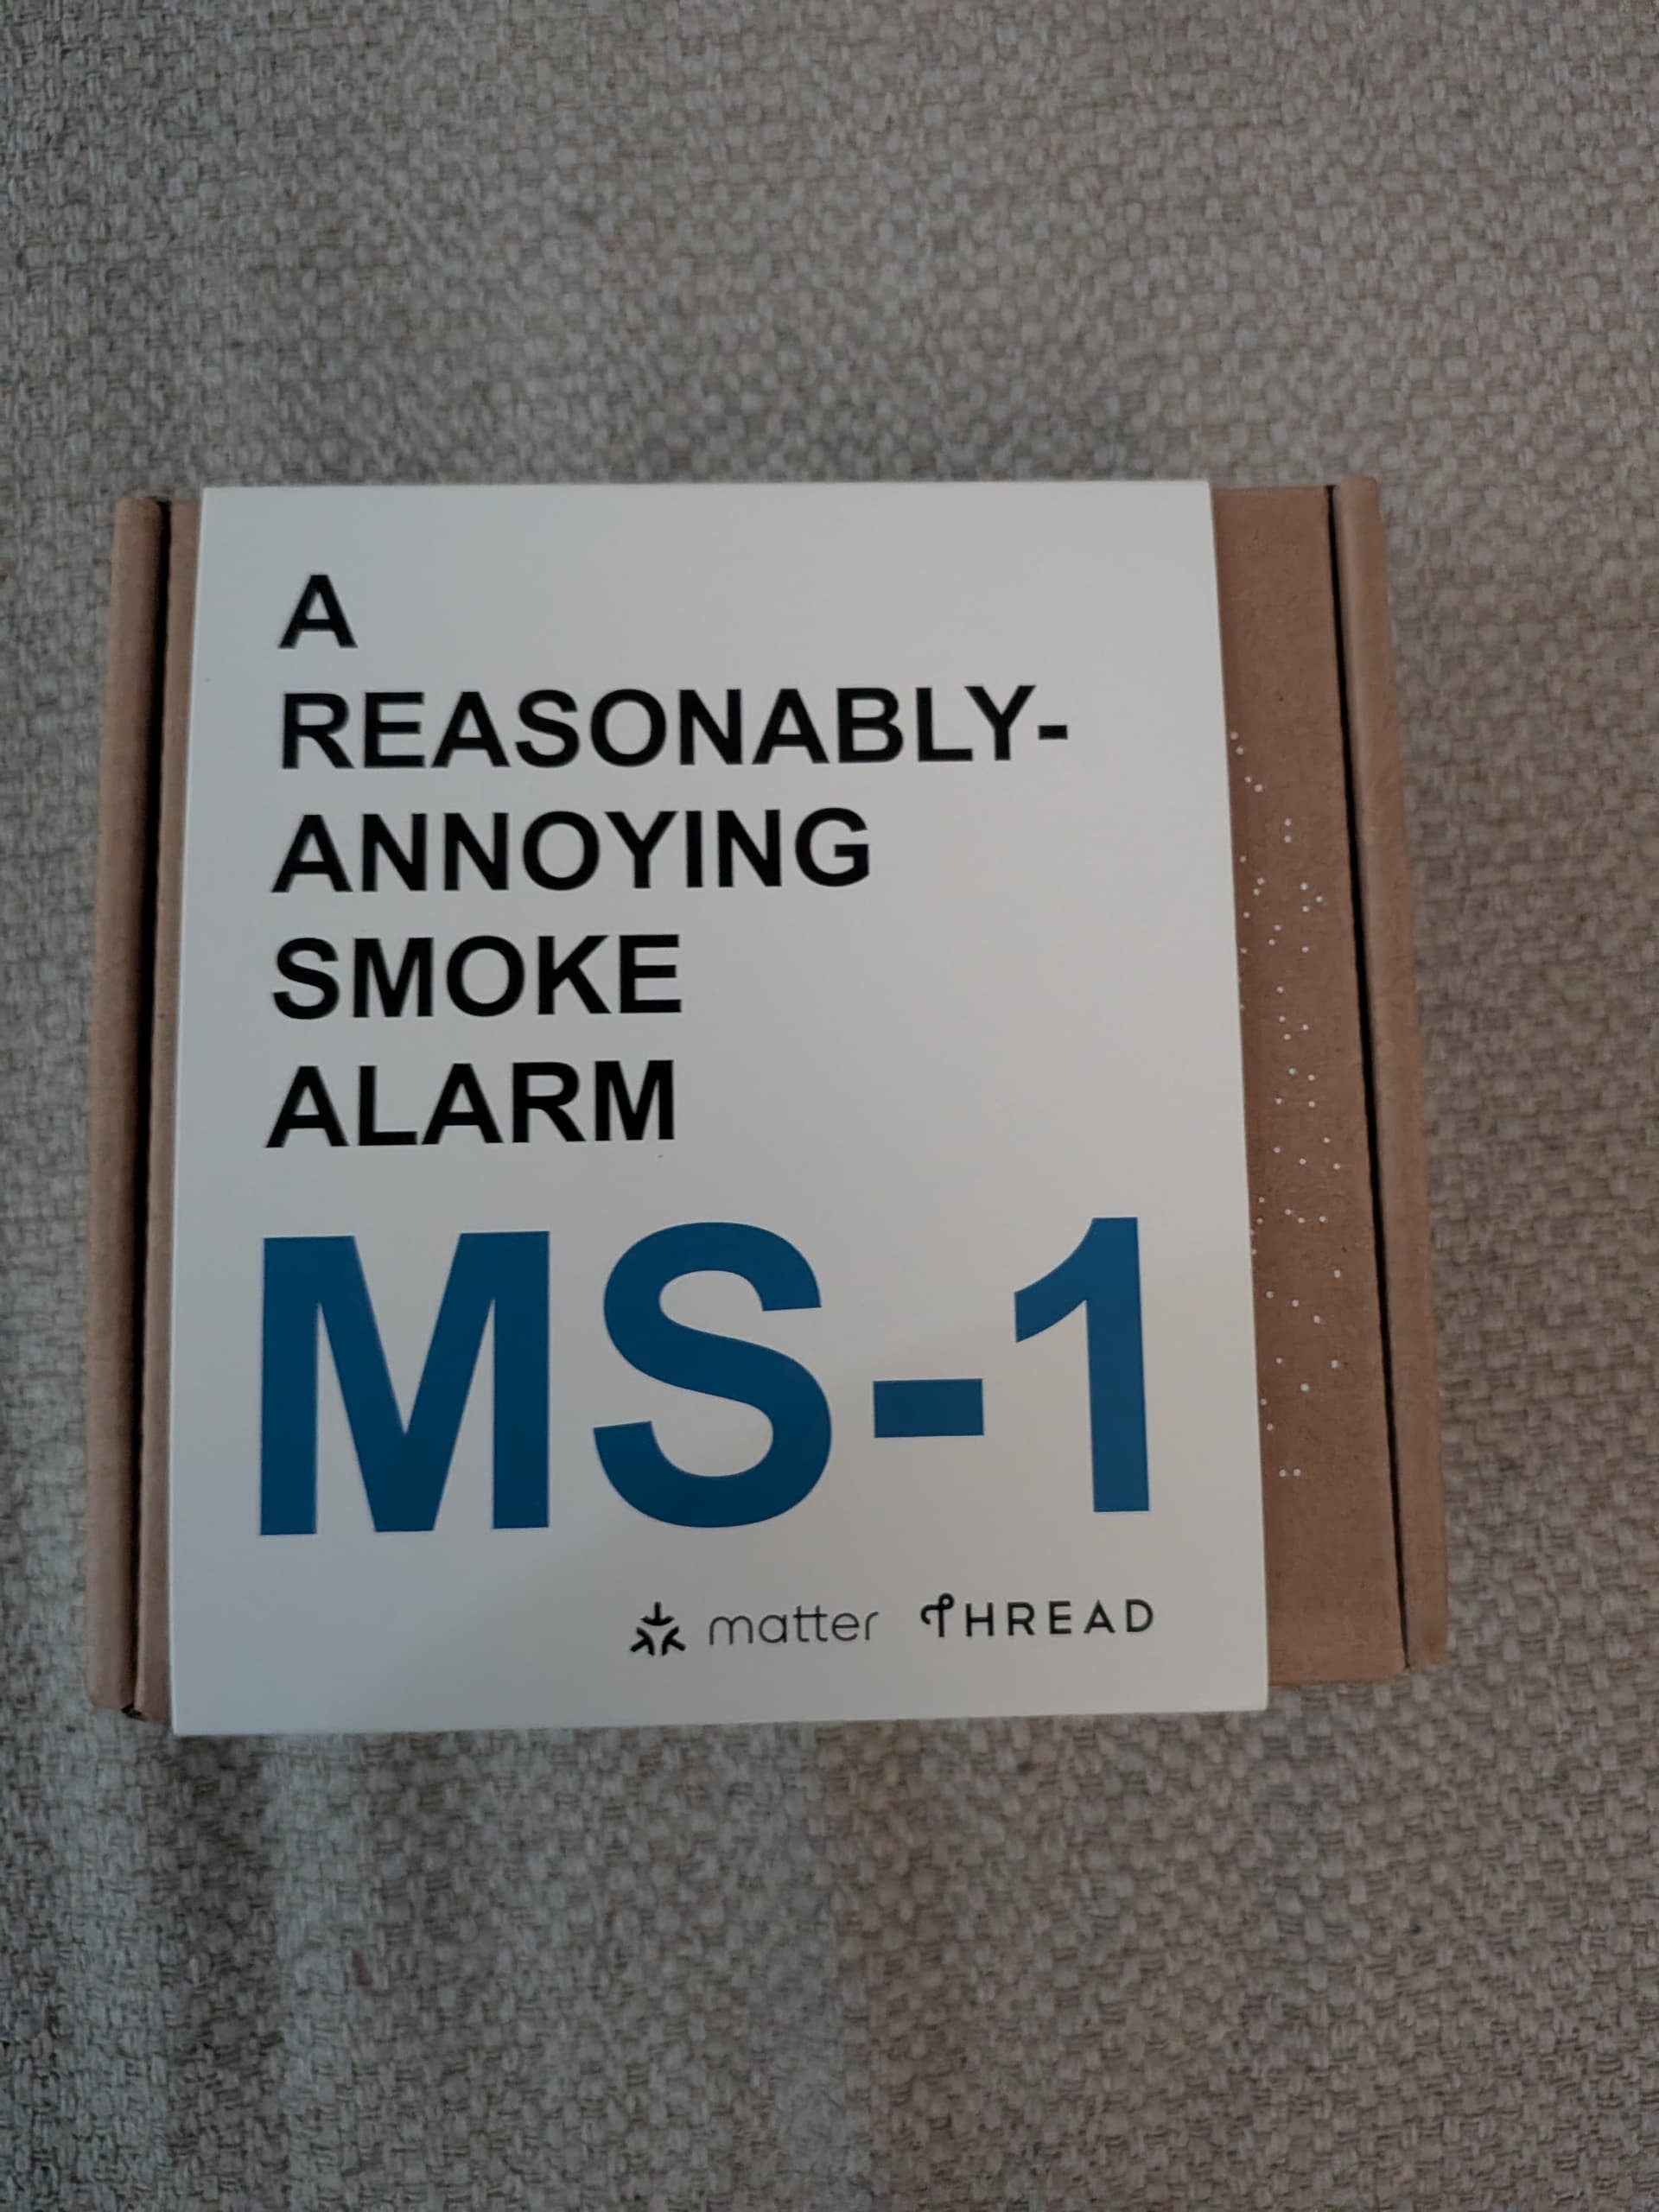 A
REASONABLY-
ANNOYING
SMOKE
ALARM
MS-1
matter THREAD